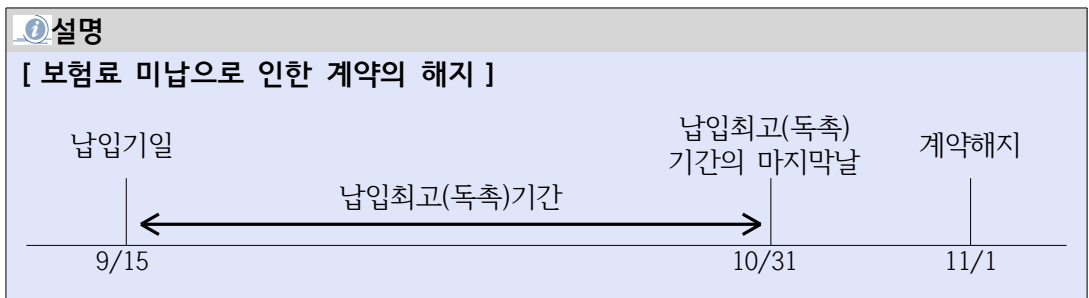 설명
[ 보험료 미납으로 인한 계약의 해지 ]
납입기일
납입최고(독촉)
기간의 마지막날
계약해지
납입최고(독촉)기간
9/15
10/31
11/1